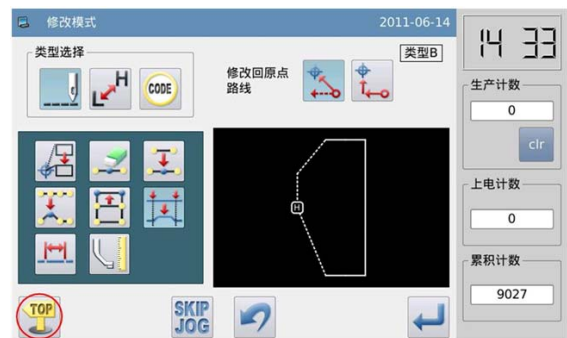 修改模式
2011-06-14
类型选择
H
CODE
修改回原点
路线
类型B
H
TOP
SKIP
JOG
14 33
生产计数
0
clr
上电计数
0
累积计数
9027